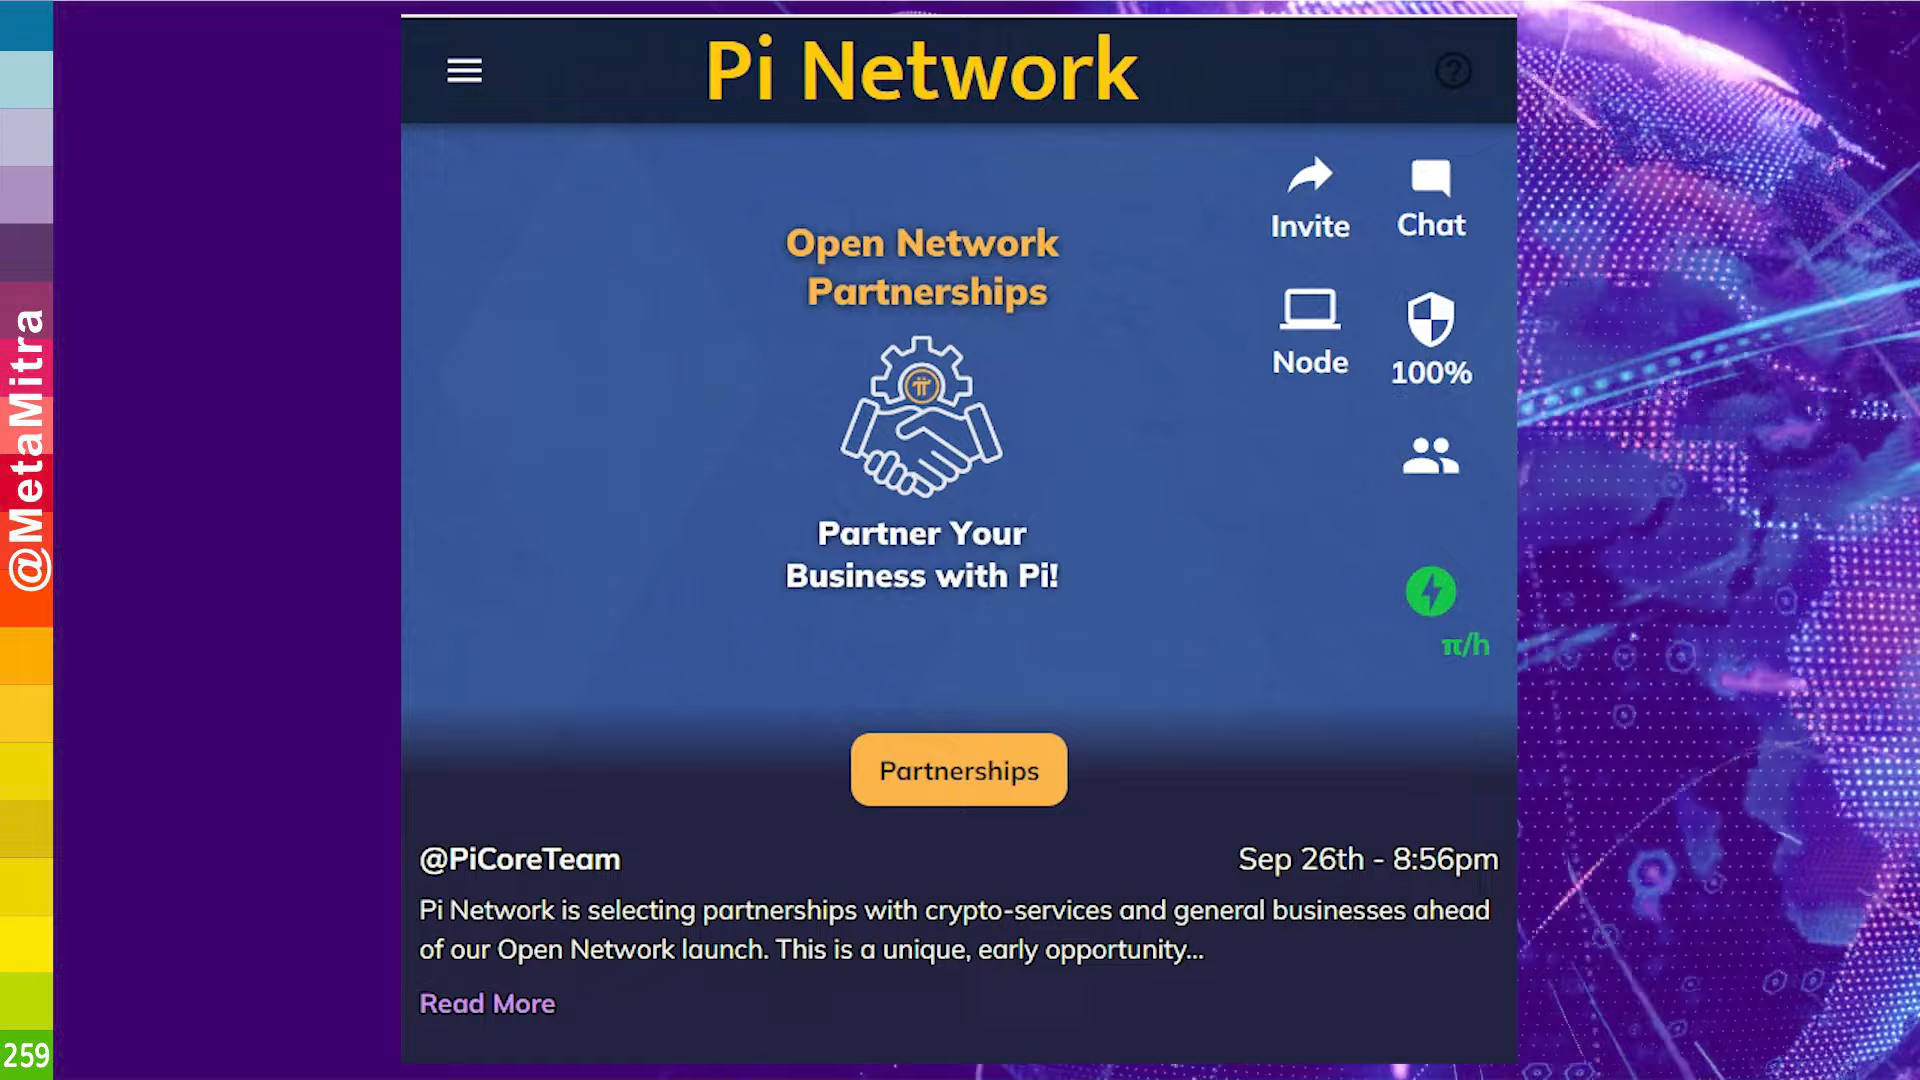 Pi Network
Open Network
Partnerships
Partner Your
Business with Pi!
Invite
Chat
Node
100%
π/h
Partnerships
@PiCoreTeam
Sep 26th - 8:56pm
Pi Network is selecting partnerships with crypto-services and general businesses ahead
of our Open Network launch. This is a unique, early opportunity...
Read More
@MetaMitra
259